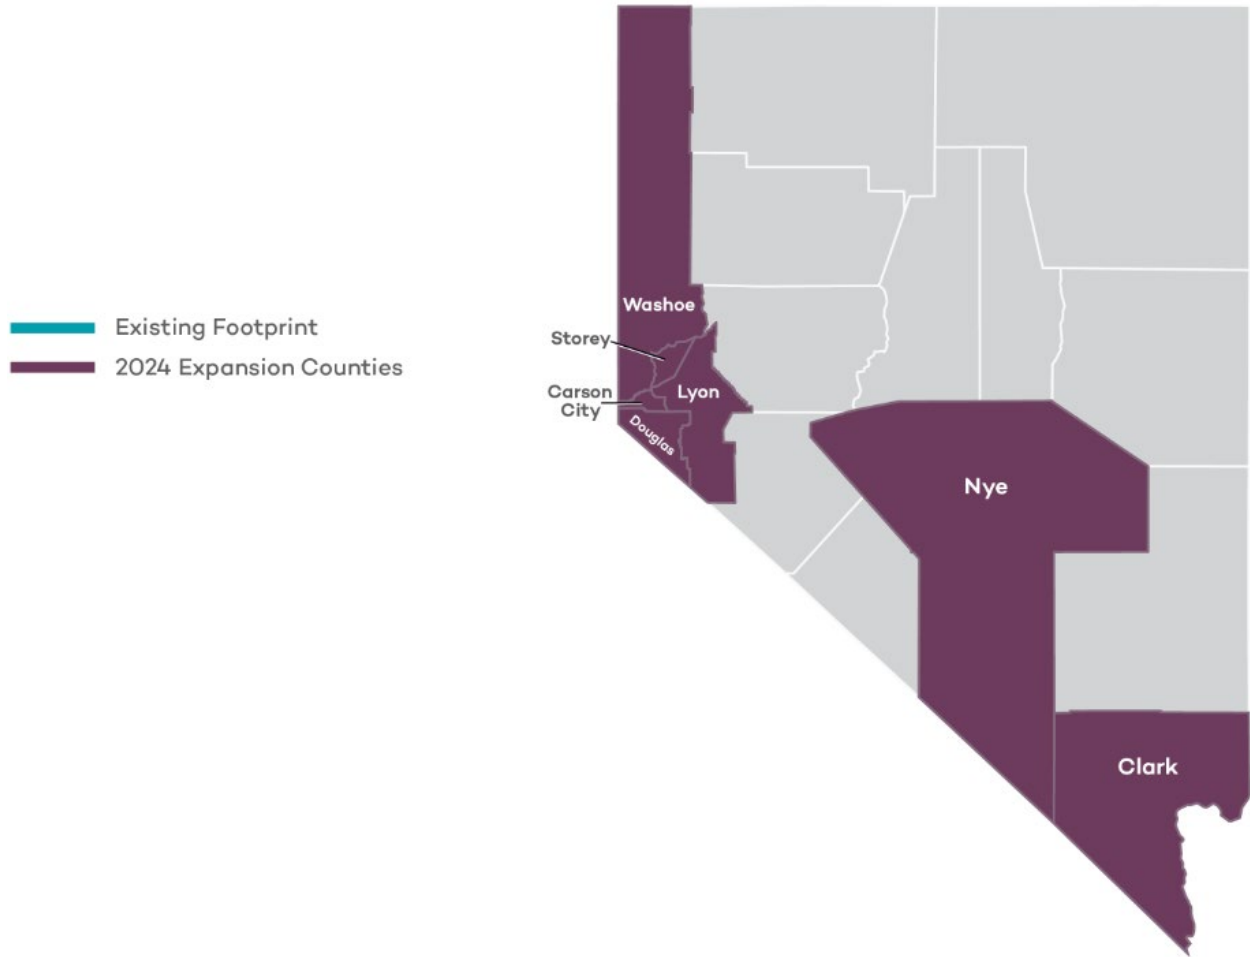 Existing Footprint
2024 Expansion Counties
Washoe
Storey
Carson
City
Lyon
Douglas
Nye
Clark